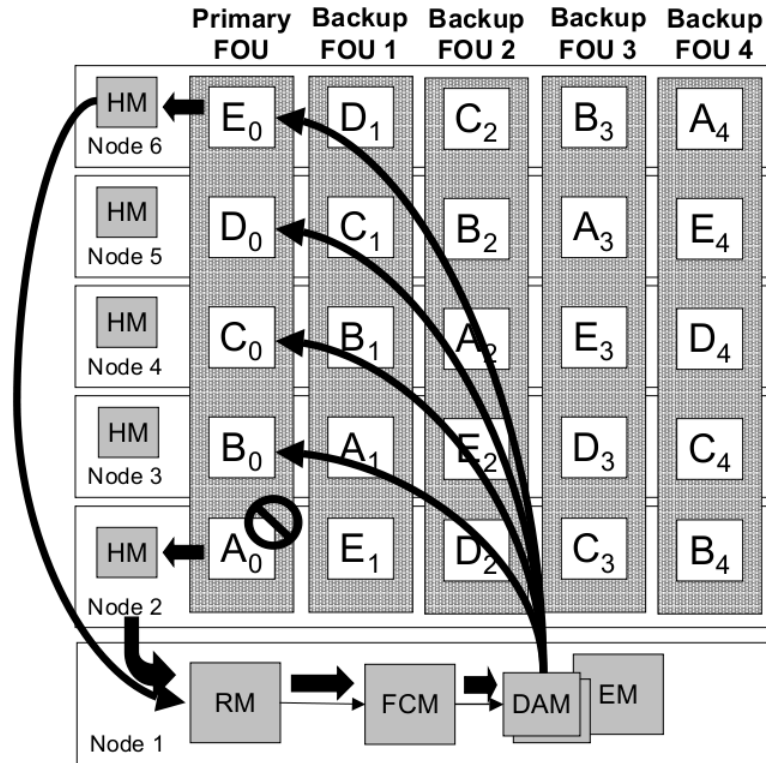 Primary FOU Backup FOU 1 Backup FOU 2 Backup FOU 3 Backup FOU 4
HM E0 D1 C2 B3 A4
Node 6
HM D0 C1 B2 A3 E4
Node 5
HM C0 B1 A2 E3 D4
Node 4
HM B0 A1 E2 D3 C4
Node 3
HM A0 E1 D2 C3 B4
Node 2
RM FCM DAM EM
Node 1